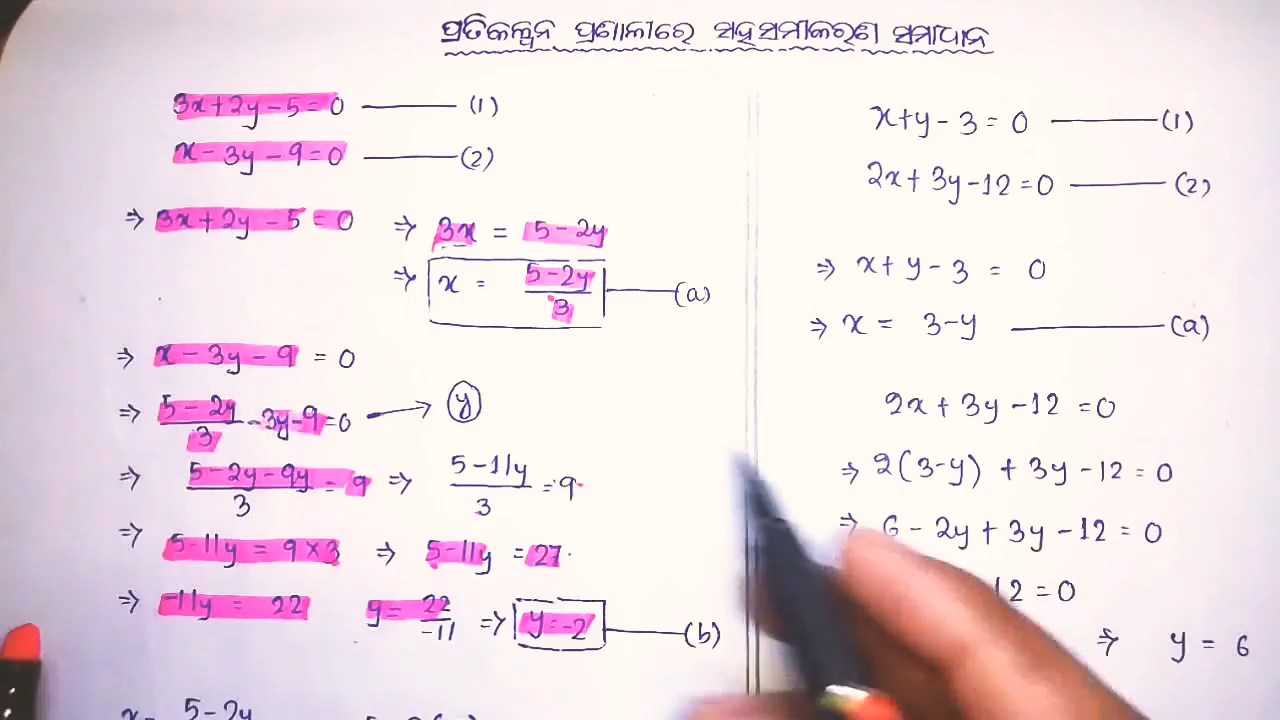 ପ୍ରତିକଳ୍ପନ ପ୍ରଣାଳୀରେ ସହସମୀକରଣ ସମାଧାନ
3x+2y-5=0 —— (1)
x-3y-9=0 —— (2)
⇒ 3x+2y-5=0 ⇒ 3x = 5-2y
⇒ x = (5-2y)/3 —— (a)
⇒ x-3y-9 = 0
⇒ (5-2y)/3 -3y-9=0 → y
⇒ (5-2y-9y)/3 = 9 ⇒ (5-11y)/3 = 9
⇒ 5-11y = 9×3 ⇒ 5-11y = 27
⇒ -11y = 22 y = 22/-11 ⇒ y=-2 —— (b)
5-2y
x+y-3=0 —— (1)
2x+3y-12=0 —— (2)
⇒ x+y-3 = 0
⇒ x = 3-y —— (a)
2x+3y-12=0
⇒ 2(3-y)+3y-12=0
⇒ 6-2y+3y-12=0
12=0
⇒ y = 6